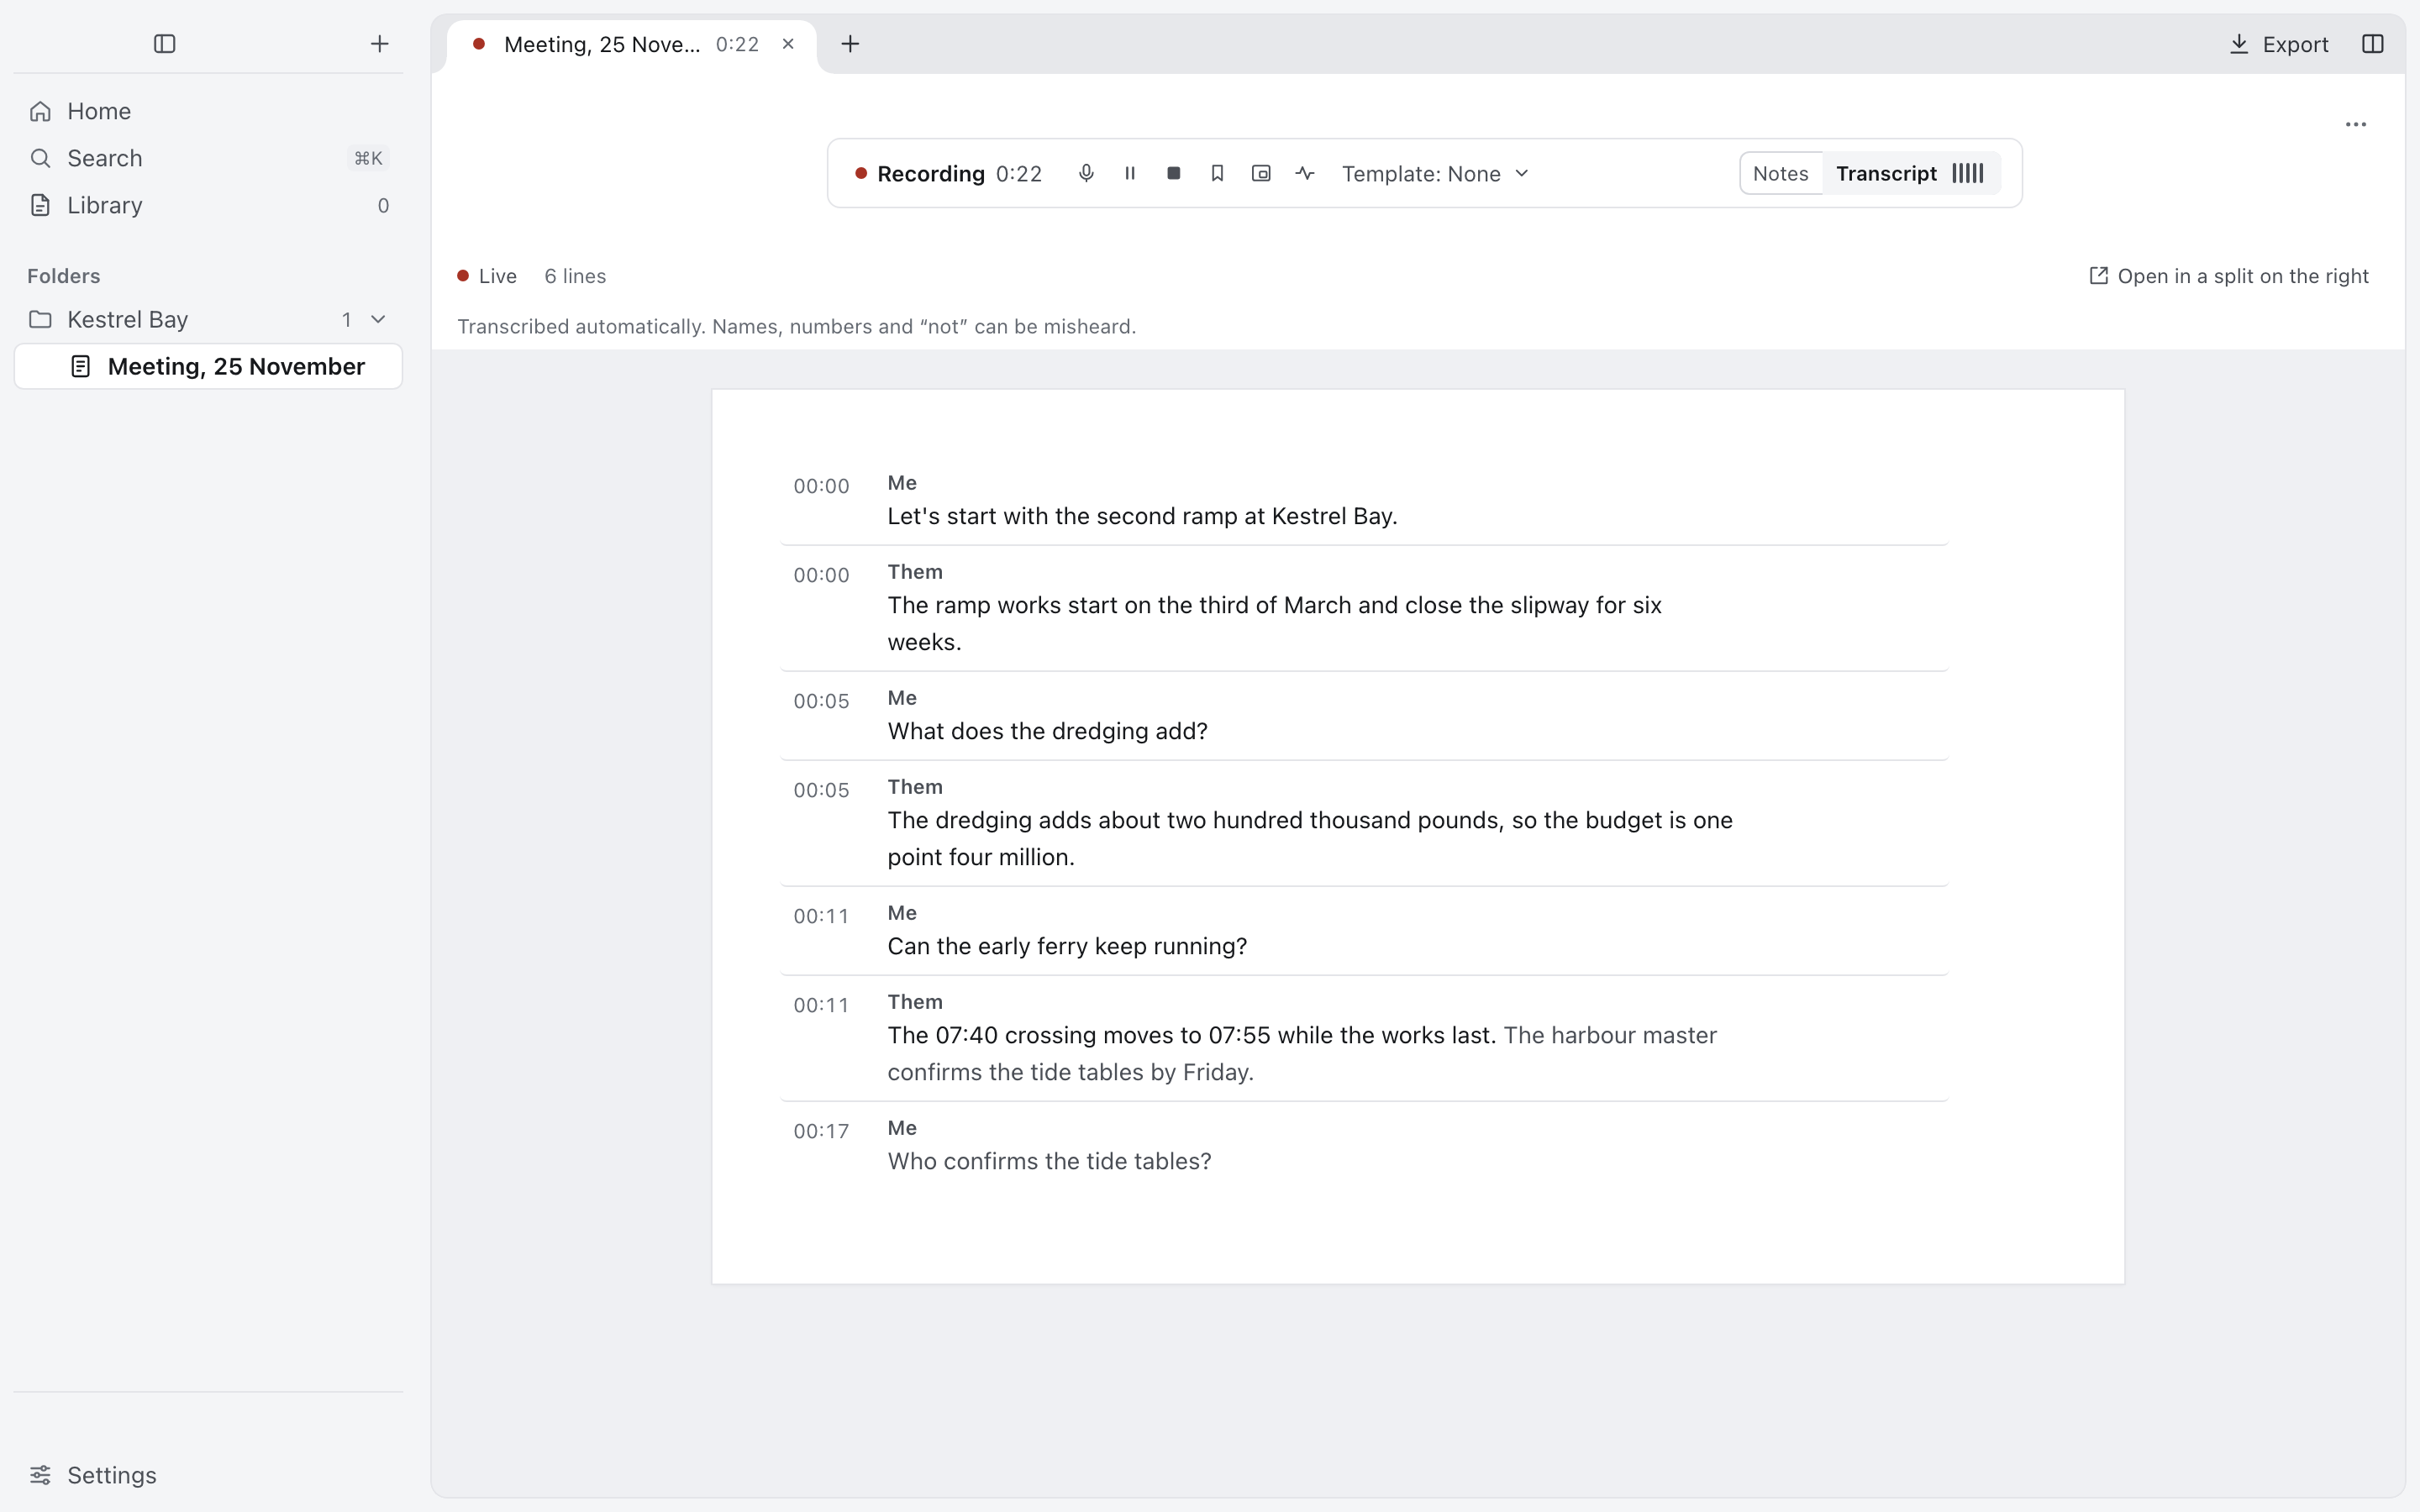 Meeting, 25 Nove... 0:22
Export
Home
Search ⌘K
Library 0
Folders
Kestrel Bay 1
Meeting, 25 November
Settings
Recording 0:22 Template: None Notes Transcript
Live 6 lines Open in a split on the right
Transcribed automatically. Names, numbers and “not” can be misheard.
00:00 Me
Let's start with the second ramp at Kestrel Bay.
00:00 Them
The ramp works start on the third of March and close the slipway for six
weeks.
00:05 Me
What does the dredging add?
00:05 Them
The dredging adds about two hundred thousand pounds, so the budget is one
point four million.
00:11 Me
Can the early ferry keep running?
00:11 Them
The 07:40 crossing moves to 07:55 while the works last. The harbour master
confirms the tide tables by Friday.
00:17 Me
Who confirms the tide tables?